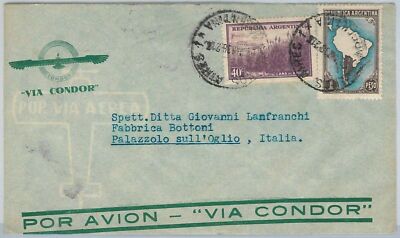 CONDOR
"VIA CONDOR"
POR VIA AEREA
REPUBLICA ARGENTINA
40
REPUBLICA ARGENTINA
1 PESO
Spett.Ditta Giovanni Lanfranchi
Fabbrica Bottoni
Palazzolo sull'Oglio , Italia.
POR AVION – "VIA CONDOR"